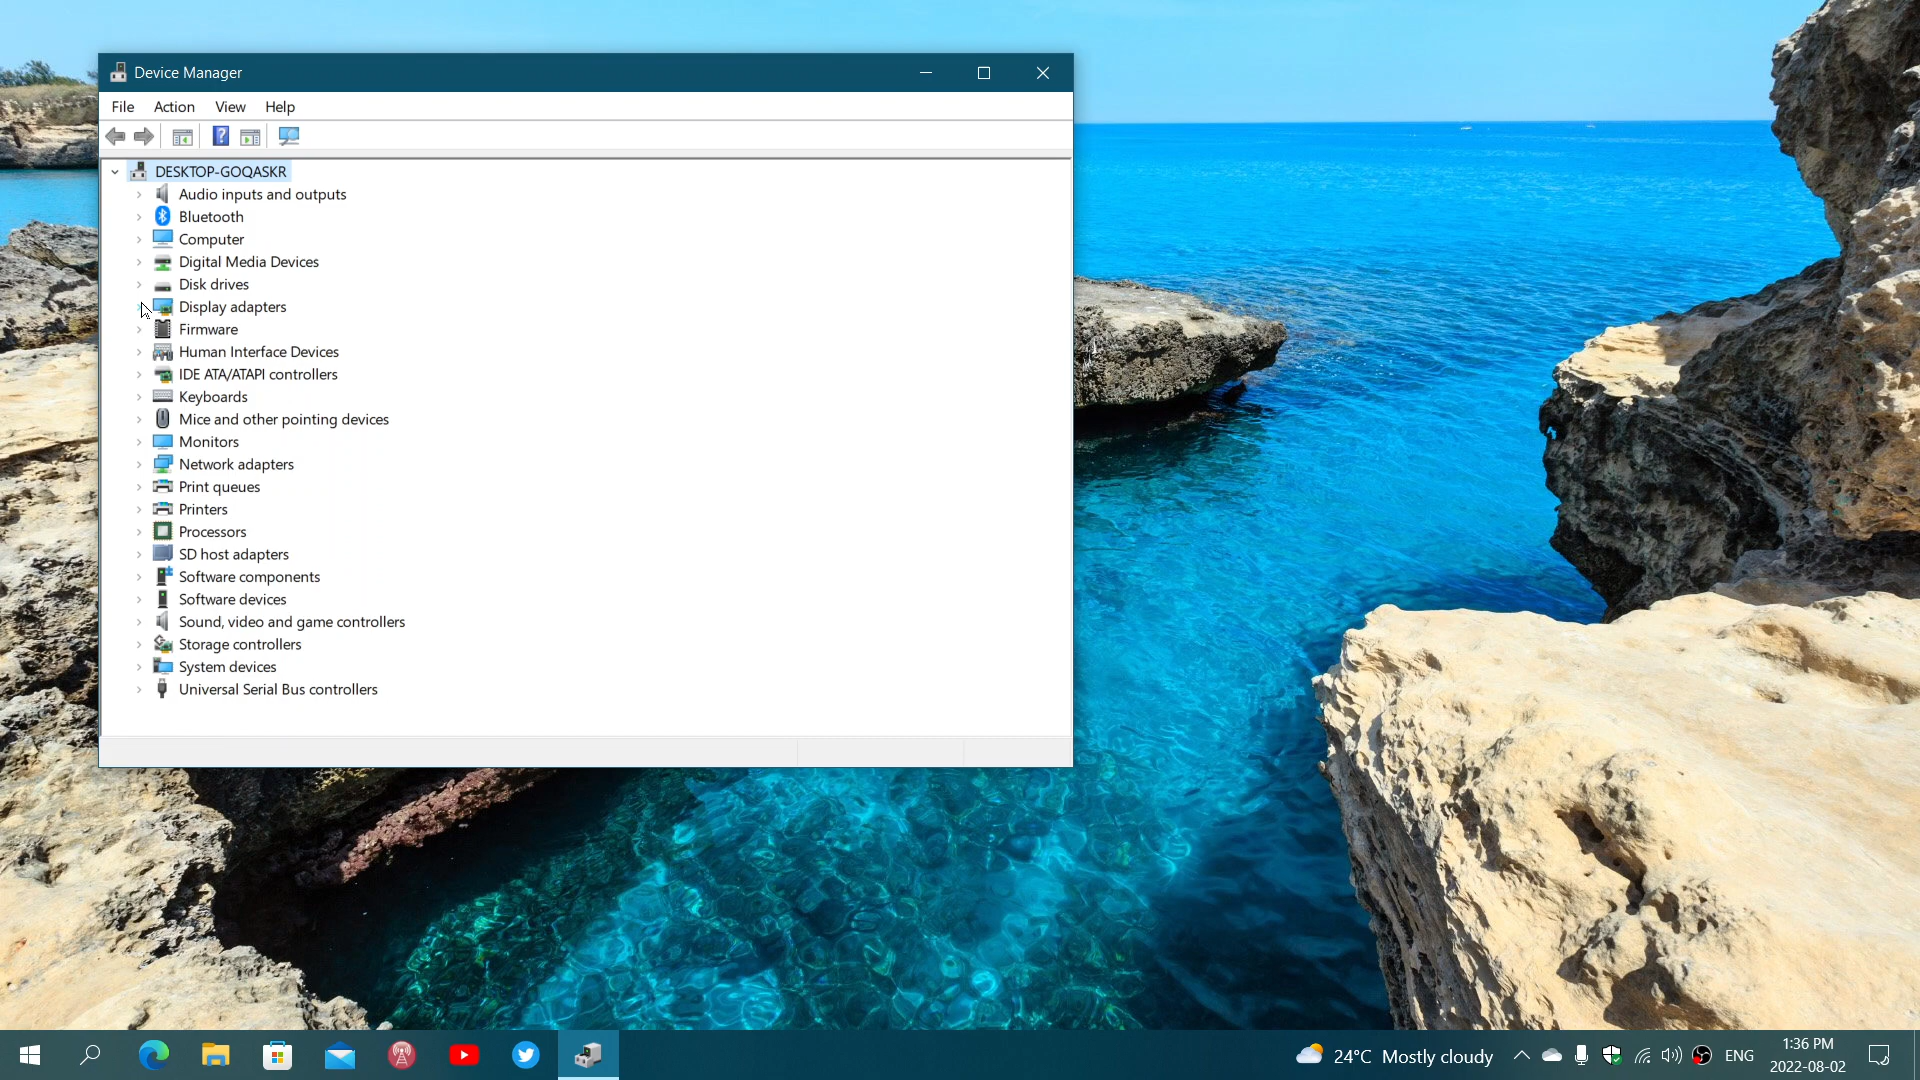 Device Manager
File Action View Help
DESKTOP-GOQASKR
Audio inputs and outputs
Bluetooth
Computer
Digital Media Devices
Disk drives
Display adapters
Firmware
Human Interface Devices
IDE ATA/ATAPI controllers
Keyboards
Mice and other pointing devices
Monitors
Network adapters
Print queues
Printers
Processors
SD host adapters
Software components
Software devices
Sound, video and game controllers
Storage controllers
System devices
Universal Serial Bus controllers
24°C Mostly cloudy
ENG
1:36 PM
2022-08-02